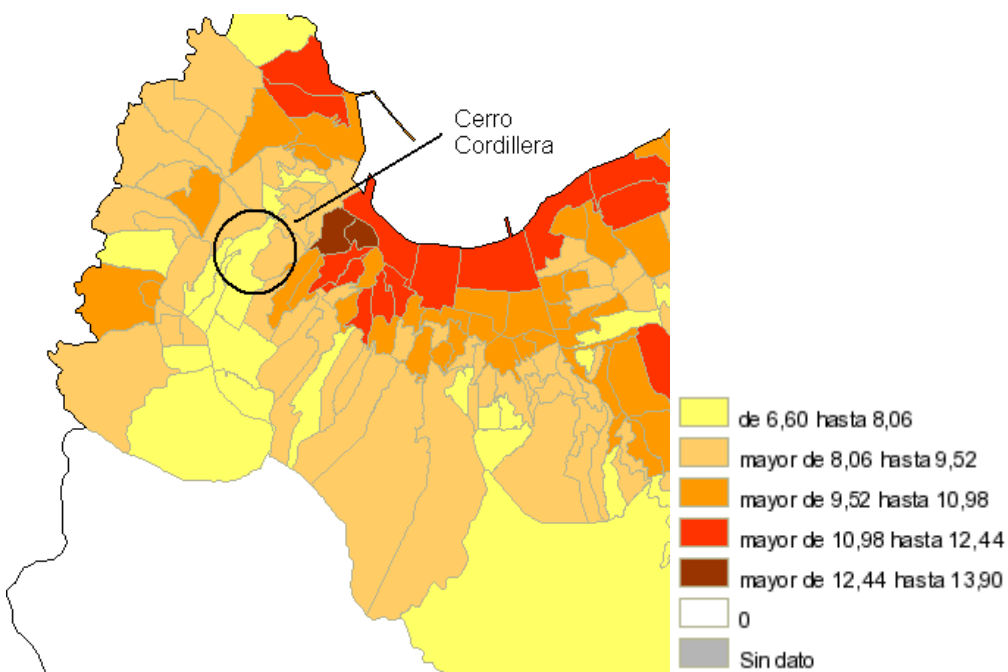 Cerro
Cordillera
de 6,60 hasta 8,06
mayor de 8,06 hasta 9,52
mayor de 9,52 hasta 10,98
mayor de 10,98 hasta 12,44
mayor de 12,44 hasta 13,90
0
Sin dato